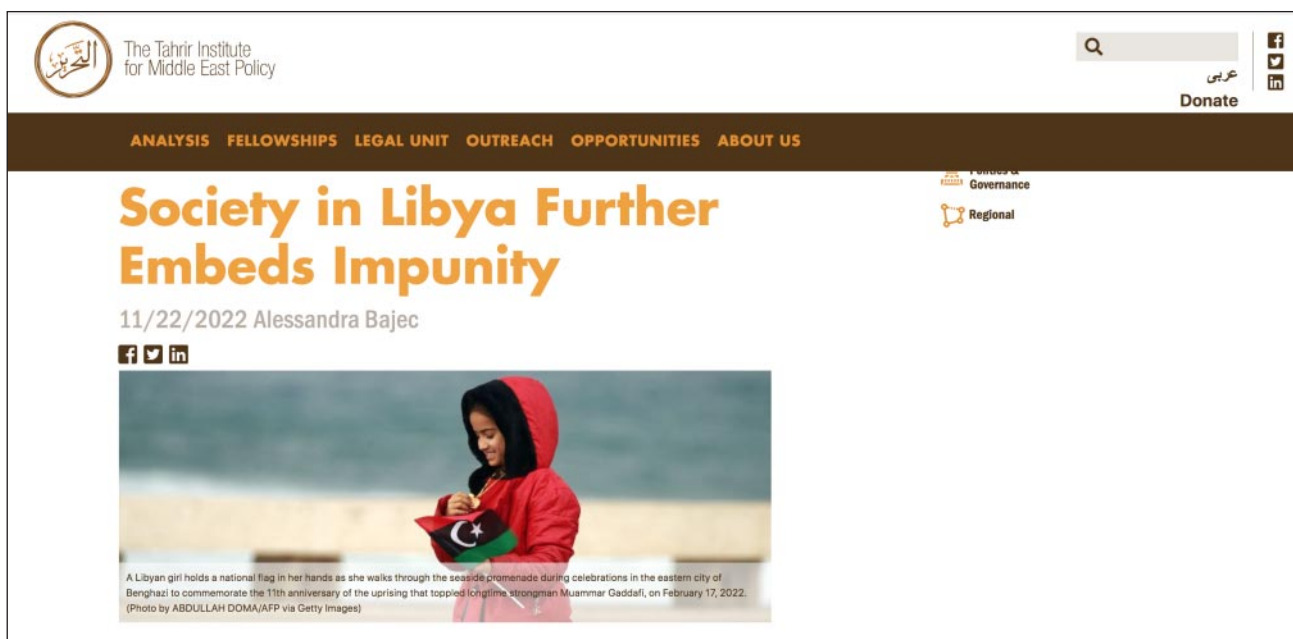 التحرير
The Tahrir Institute
for Middle East Policy
عربى
Donate
ANALYSIS FELLOWSHIPS LEGAL UNIT OUTREACH OPPORTUNITIES ABOUT US
Politics &
Governance
Regional
Society in Libya Further
Embeds Impunity
11/22/2022 Alessandra Bajec
A Libyan girl holds a national flag in her hands as she walks through the seaside promenade during celebrations in the eastern city of
Benghazi to commemorate the 11th anniversary of the uprising that toppled longtime strongman Muammar Gaddafi, on February 17, 2022.
(Photo by ABDULLAH DOMA/AFP via Getty Images)